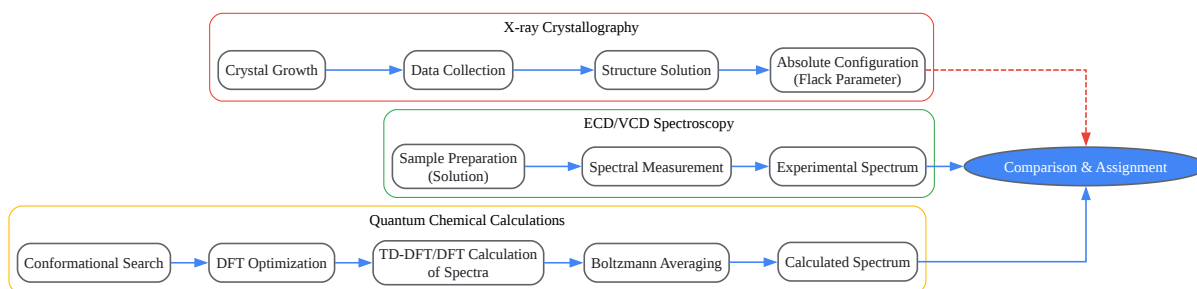 X-ray Crystallography
Crystal Growth
Data Collection
Structure Solution
Absolute Configuration
(Flack Parameter)
ECD/VCD Spectroscopy
Sample Preparation
(Solution)
Spectral Measurement
Experimental Spectrum
Comparison & Assignment
Quantum Chemical Calculations
Conformational Search
DFT Optimization
TD-DFT/DFT Calculation
of Spectra
Boltzmann Averaging
Calculated Spectrum